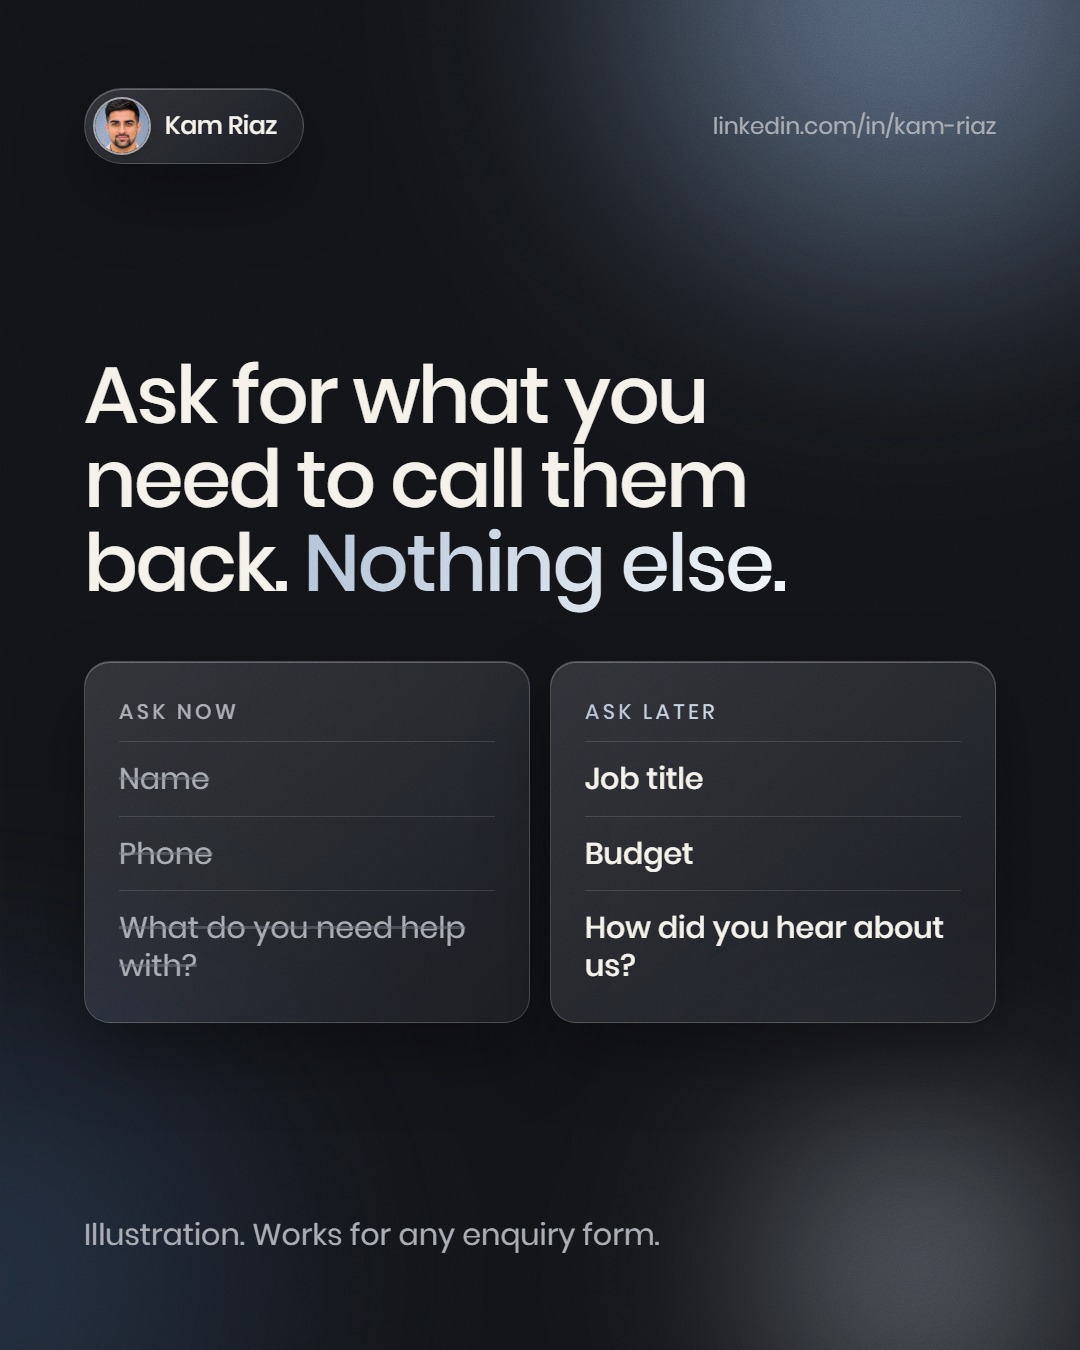 Kam Riaz
linkedin.com/in/kam-riaz
Ask for what you
need to call them
back. Nothing else.
ASK NOW
Name
Phone
What do you need help
with?
ASK LATER
Job title
Budget
How did you hear about
us?
Illustration. Works for any enquiry form.